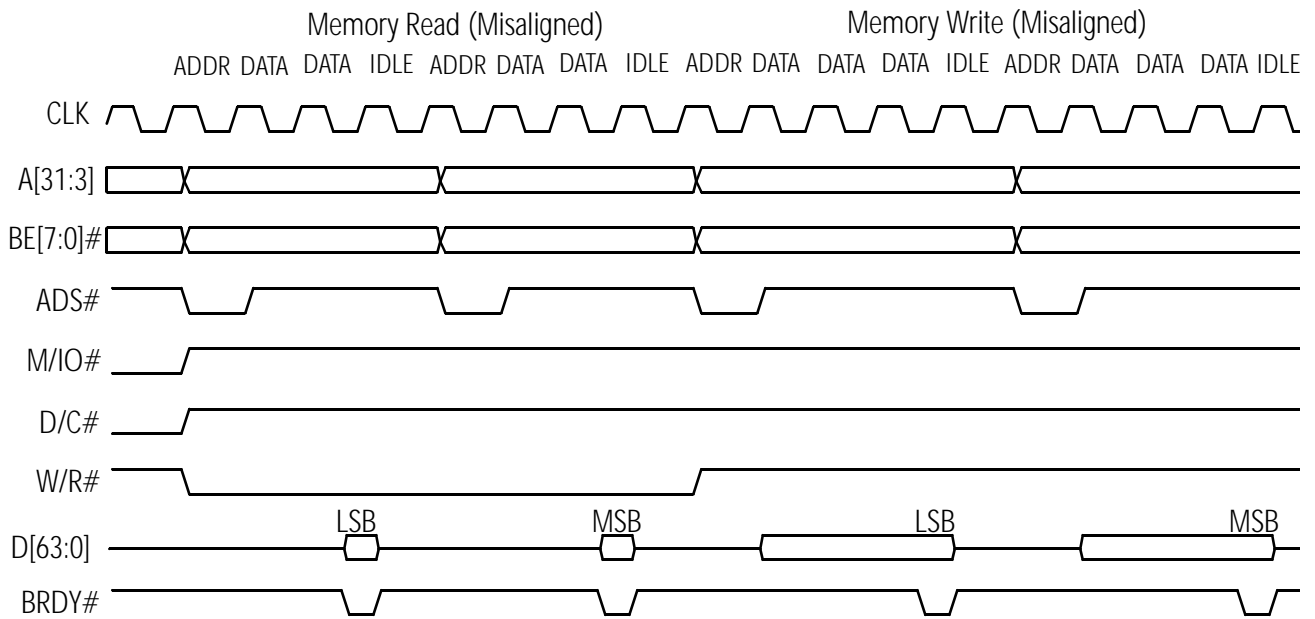 Memory Read (Misaligned) Memory Write (Misaligned)
ADDR DATA DATA IDLE ADDR DATA DATA IDLE ADDR DATA DATA DATA IDLE ADDR DATA DATA DATA IDLE
CLK
A[31:3]
BE[7:0]#
ADS#
M/IO#
D/C#
W/R#
LSB MSB LSB MSB
D[63:0]
BRDY#